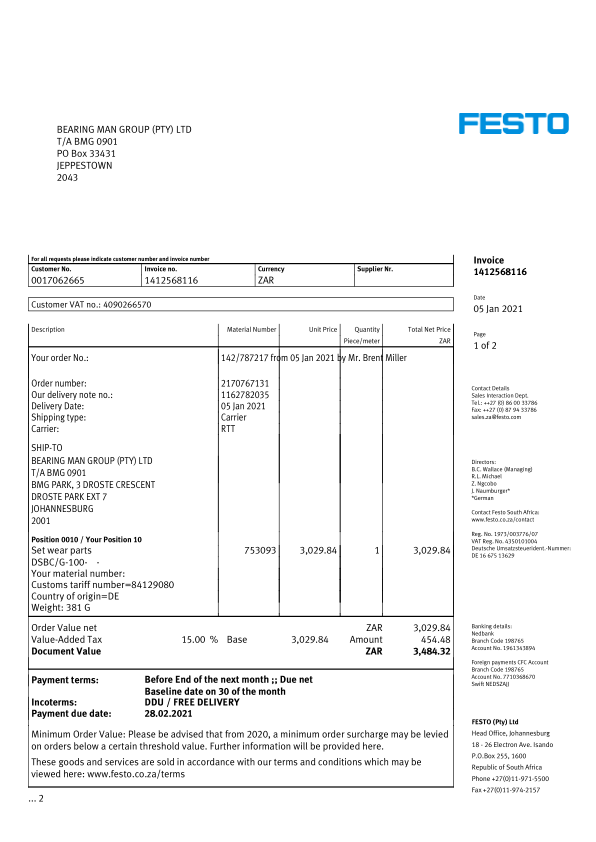 FESTO
BEARING MAN GROUP (PTY) LTD
T/A BMG 0901
PO Box 33431
JEPPESTOWN
2043
For all requests please indicate customer number and invoice number
Customer No. Invoice no. Currency Supplier Nr.
0017062665 1412568116 ZAR
Customer VAT no.: 4090266570
Description Material Number Unit Price Quantity Total Net Price
Piece/meter ZAR
Your order No.: 142/787217 from 05 Jan 2021 by Mr. Brent Miller
Order number: 2170767131
Our delivery note no.: 1162782035
Delivery Date: 05 Jan 2021
Shipping type: Carrier
Carrier: RTT
SHIP-TO
BEARING MAN GROUP (PTY) LTD
T/A BMG 0901
BMG PARK, 3 DROSTE CRESCENT
DROSTE PARK EXT 7
JOHANNESBURG
2001
Position 0010 / Your Position 10
Set wear parts 753093 3,029.84 1 3,029.84
DSBC/G-100- -
Your material number:
Customs tariff number=84129080
Country of origin=DE
Weight: 381 G
Order Value net ZAR 3,029.84
Value-Added Tax 15.00 % Base 3,029.84 Amount 454.48
Document Value ZAR 3,484.32
Payment terms: Before End of the next month ;; Due net
Baseline date on 30 of the month
Incoterms: DDU / FREE DELIVERY
Payment due date: 28.02.2021
Minimum Order Value: Please be advised that from 2020, a minimum order surcharge may be levied
on orders below a certain threshold value. Further information will be provided here.
These goods and services are sold in accordance with our terms and conditions which may be
viewed here: www.festo.co.za/terms
... 2
Invoice
1412568116
Date
05 Jan 2021
Page
1 of 2
Contact Details
Sales Interaction Dept.
Tel.: ++27 (0) 86 00 33786
Fax: ++27 (0) 87 94 33786
sales.za@festo.com
Directors:
B.C. Wallace (Managing)
R.L. Michael
Z. Ngcobo
J. Naumburger*
*German
Contact Festo South Africa:
www.festo.co.za/contact
Reg. No. 1973/003776/07
VAT Reg. No. 4350101004
Deutsche Umsatzsteuerident.-Nummer:
DE 16 675 13629
Banking details:
Nedbank
Branch Code 198765
Account No. 1961343894
Foreign payments CFC Account
Branch Code 198765
Account No. 7710368670
Swift NEDSZAJJ
FESTO (Pty) Ltd
Head Office, Johannesburg
18 - 26 Electron Ave. Isando
P.O.Box 255, 1600
Republic of South Africa
Phone +27(0)11-971-5500
Fax +27(0)11-974-2157